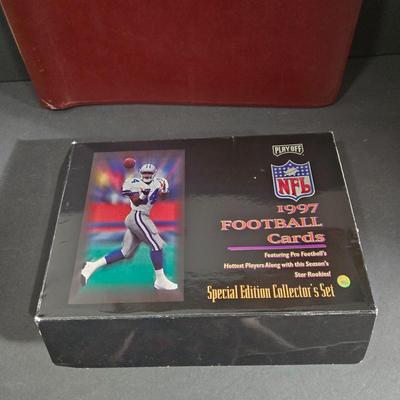 PLAYOFF
NFL
1997
FOOTBALL
Cards
Featuring Pro Football's
Hottest Players Along with this Season's
Star Rookies!
Special Edition Collector's Set
34